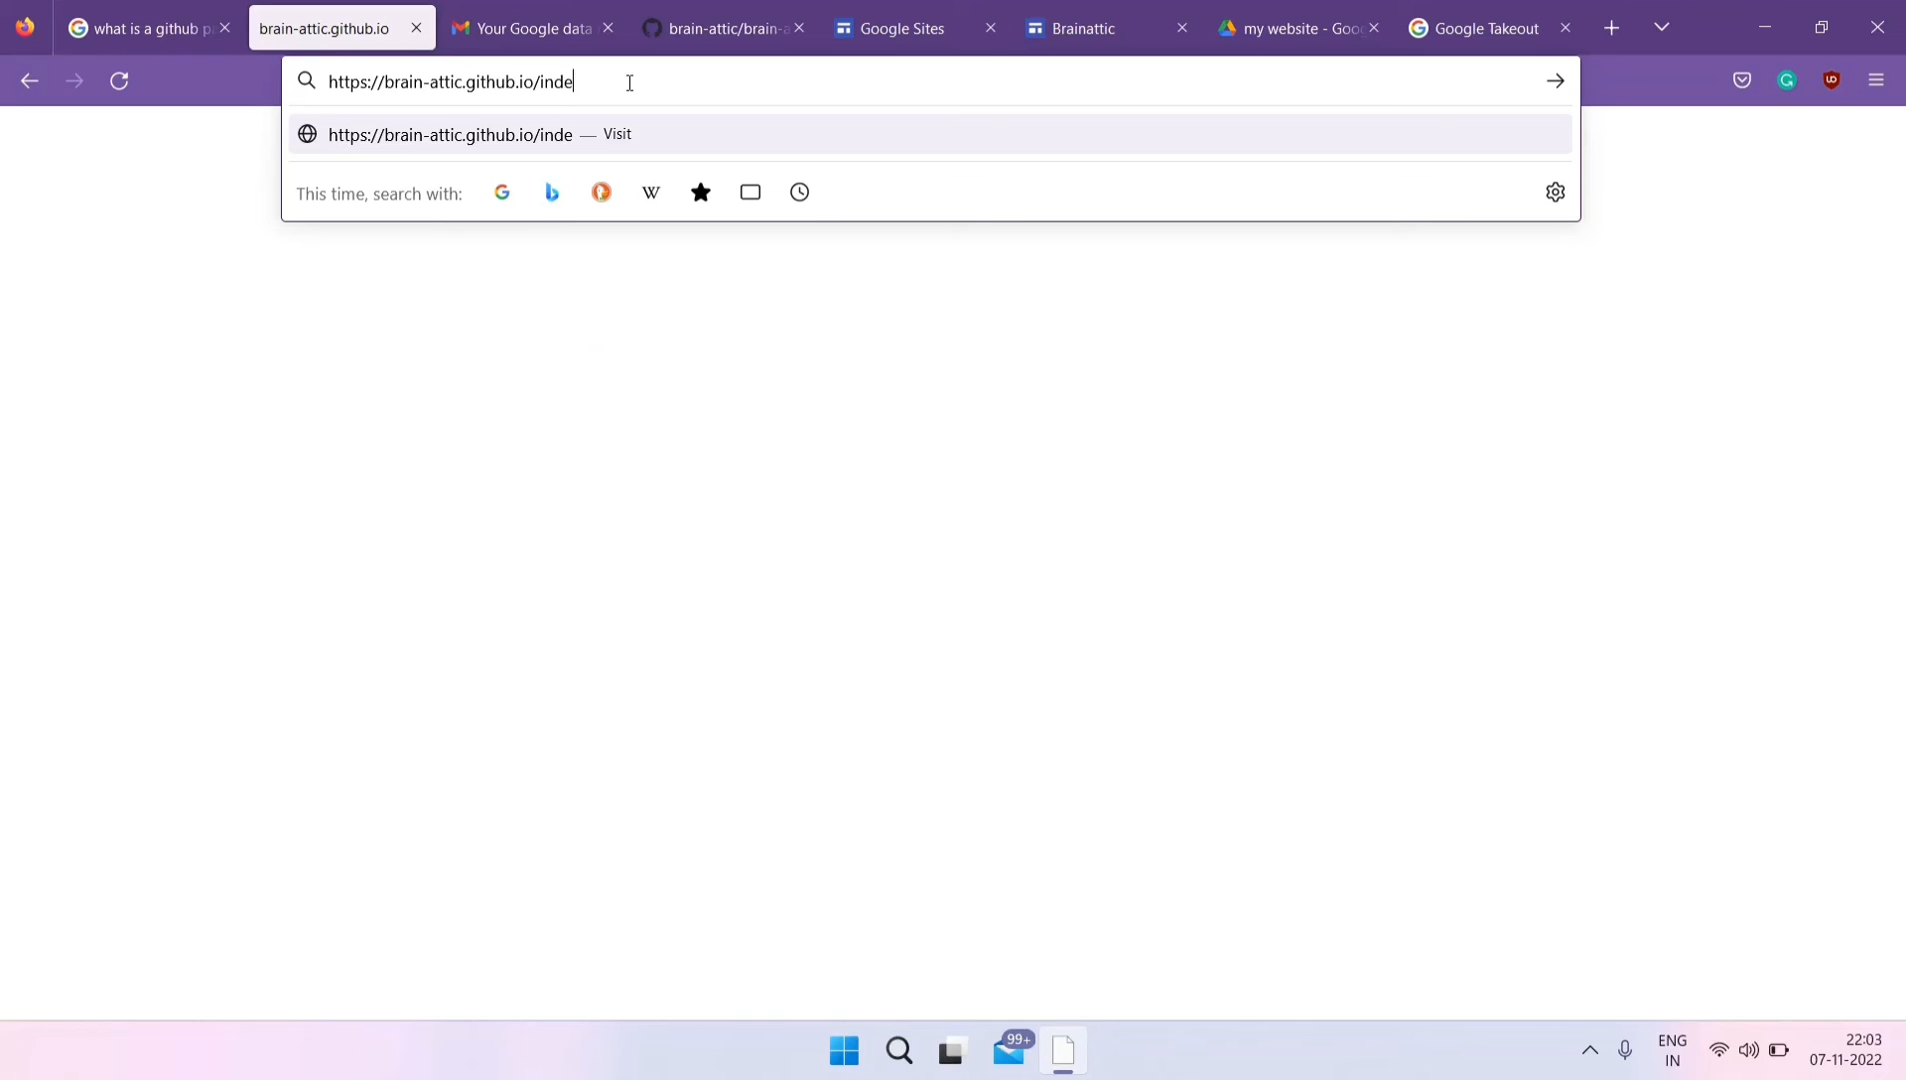 what is a github p
brain-attic.github.io
Your Google data
brain-attic/brain-a
Google Sites
Brainattic
my website - Goo
Google Takeout
https://brain-attic.github.io/inde
https://brain-attic.github.io/inde — Visit
This time, search with:
99+
ENG
IN
22:03
07-11-2022